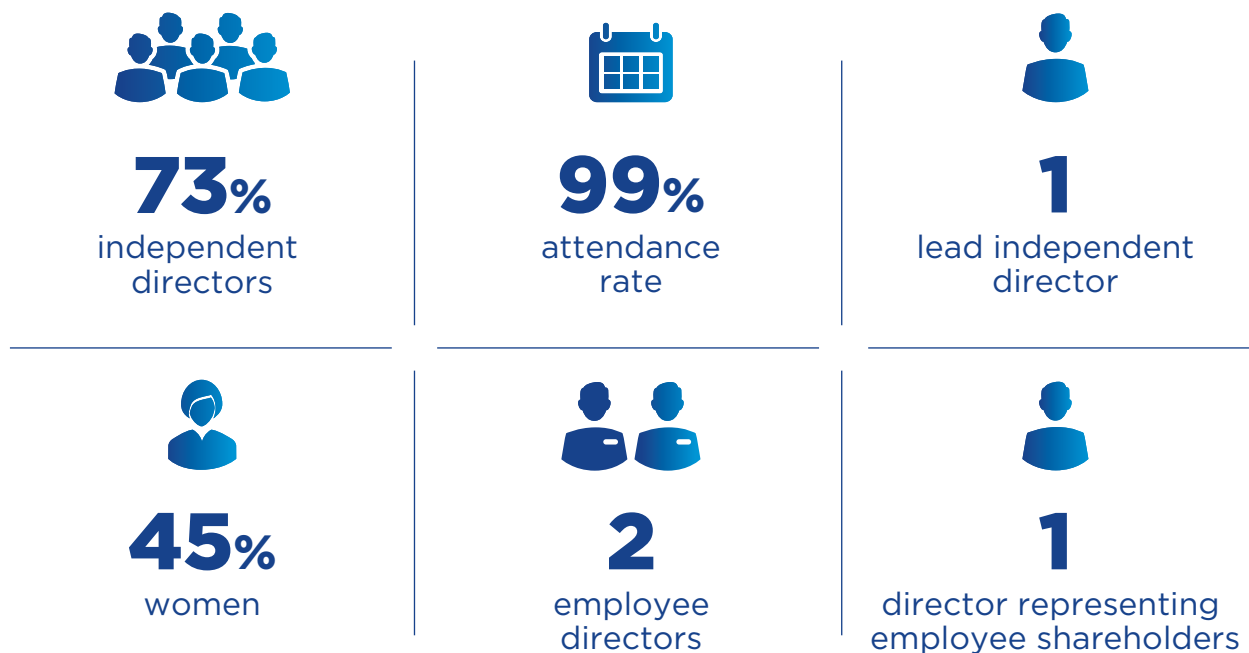 73%
independent
directors
99%
attendance
rate
1
lead independent
director
45%
women
2
employee
directors
1
director representing
employee shareholders